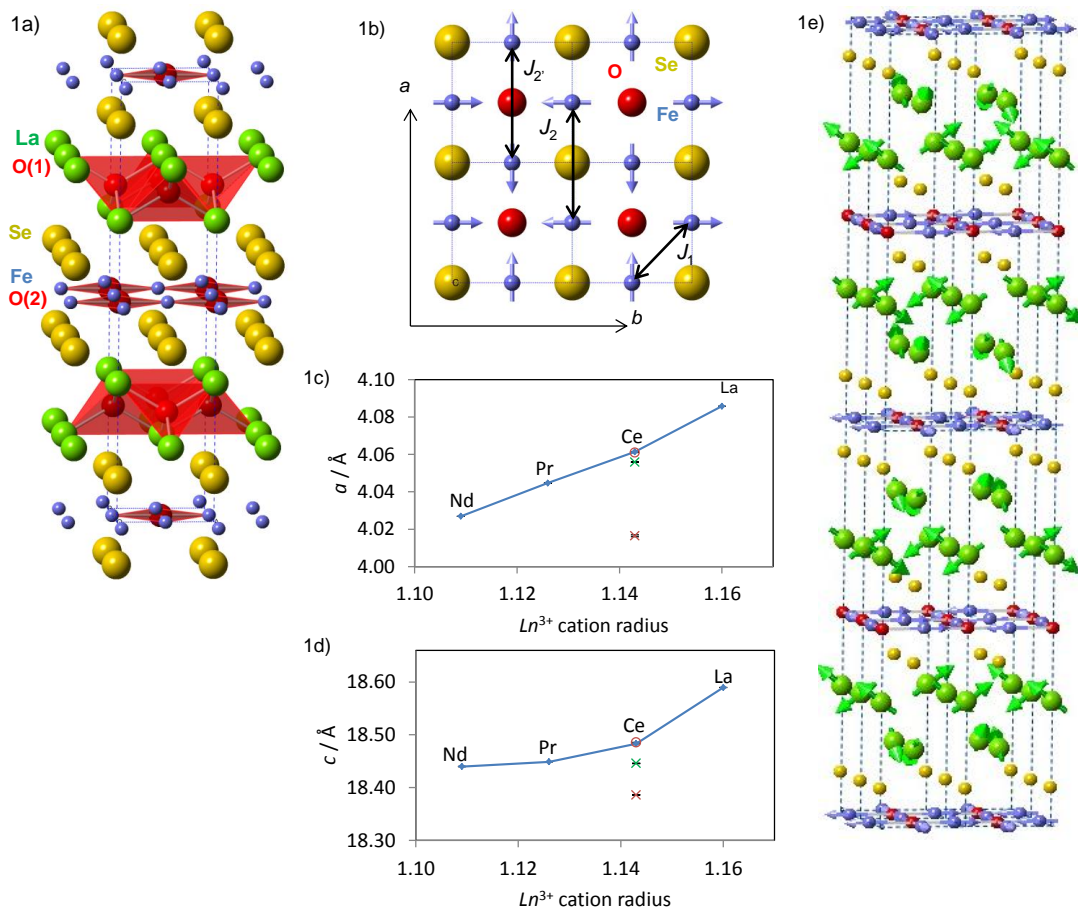 1a)
La
O(1)
Se
Fe
O(2)
1b)
a
J2'
O
Se
J2
Fe
J1
c
b
1c)
a / Å
4.10
4.08
4.06
4.04
4.02
4.00
La
Ce
Pr
Nd
1.10 1.12 1.14 1.16
Ln3+ cation radius
1d)
c / Å
18.60
18.50
18.40
18.30
La
Ce
Pr
Nd
1.10 1.12 1.14 1.16
Ln3+ cation radius
1e)